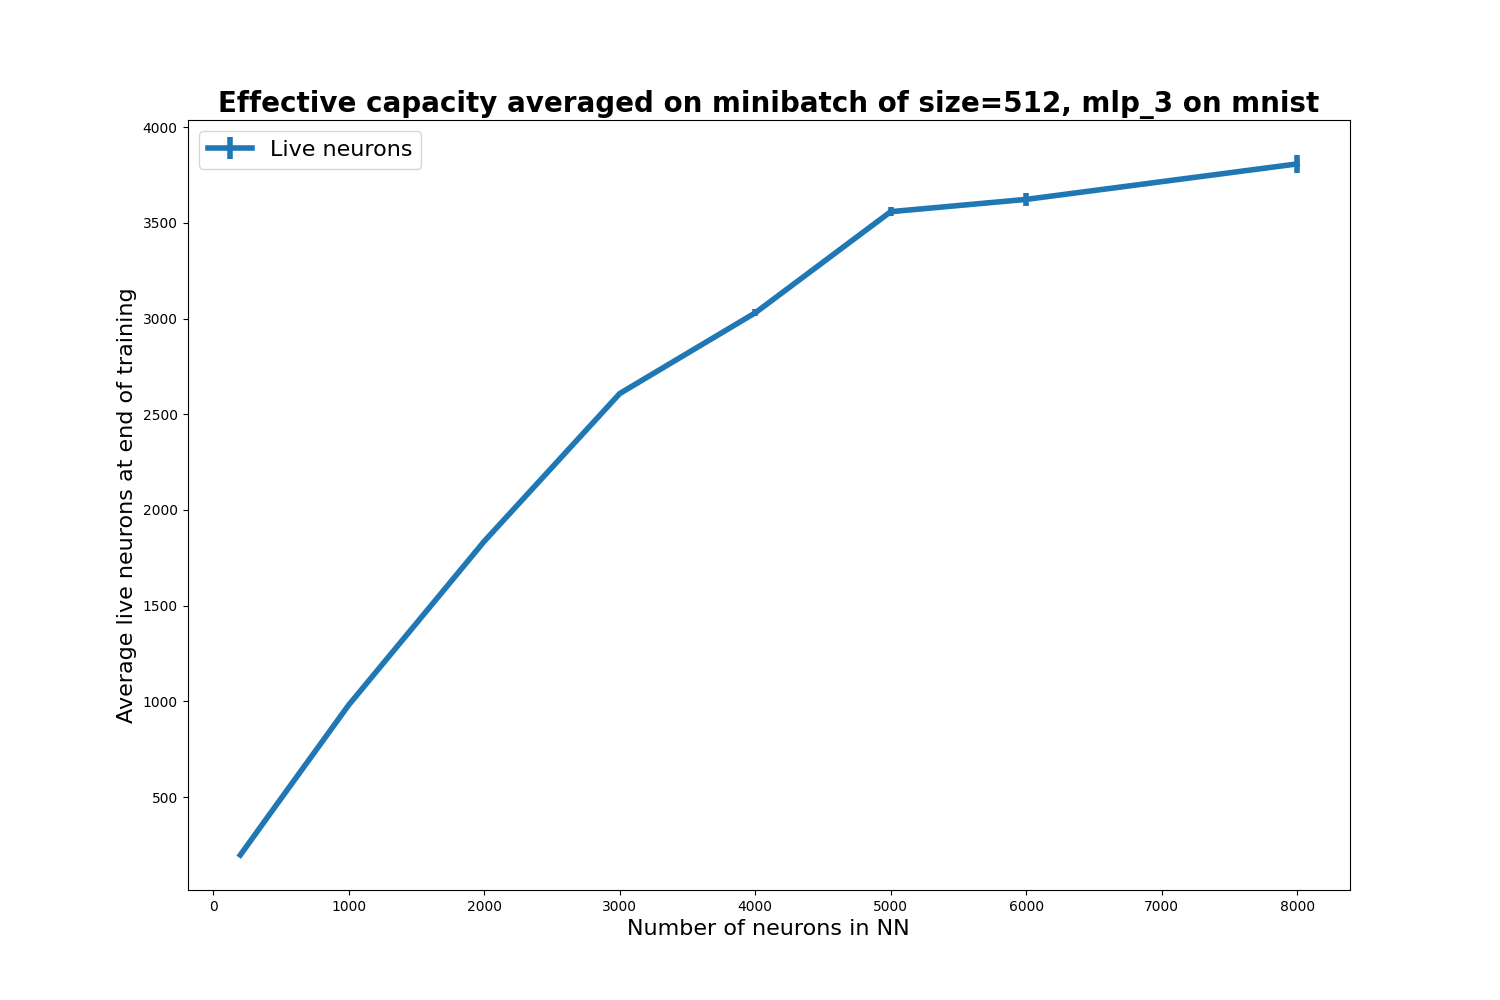 Effective capacity averaged on minibatch of size=512, mlp_3 on mnist
Live neurons
Average live neurons at end of training
4000
3500
3000
2500
2000
1500
1000
500
0 1000 2000 3000 4000 5000 6000 7000 8000
Number of neurons in NN